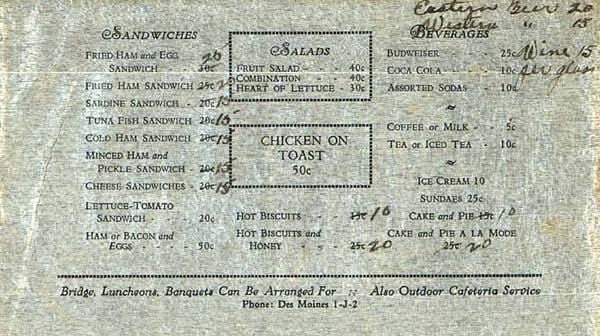 Eastern Beer 20
Western " 15
SANDWICHES
FRIED HAM and EGG 25
SANDWICH - - 30c
FRIED HAM SANDWICH 25c 20
SARDINE SANDWICH - 20c 15
TUNA FISH SANDWICH 20c 15
COLD HAM SANDWICH 20c 15
MINCED HAM and
PICKLE SANDWICH - 20c 15
CHEESE SANDWICHES - 20c 15
LETTUCE-TOMATO
SANDWICH - - - 20c
HAM or BACON and
EGGS - - - - 50c
SALADS
FRUIT SALAD - - - 40c
COMBINATION - - - 40c
HEART OF LETTUCE - 30c
CHICKEN ON
TOAST
50c
HOT BISCUITS - - - 15c 10
HOT BISCUITS and
HONEY - - - - 25c 20
BEVERAGES
BUDWEISER - - - 25c Wine 15
COCA COLA - - - 10c per glass
ASSORTED SODAS - - 10c
~
COFFEE or MILK - - 5c
TEA or ICED TEA - - 10c
~
ICE CREAM 10
SUNDAES 25c
CAKE and PIE 15c 10
CAKE and PIE A LA MODE
25c 20
Bridge, Luncheons, Banquets Can Be Arranged For :: Also Outdoor Cafeteria Service
Phone: Des Moines 1-J-2